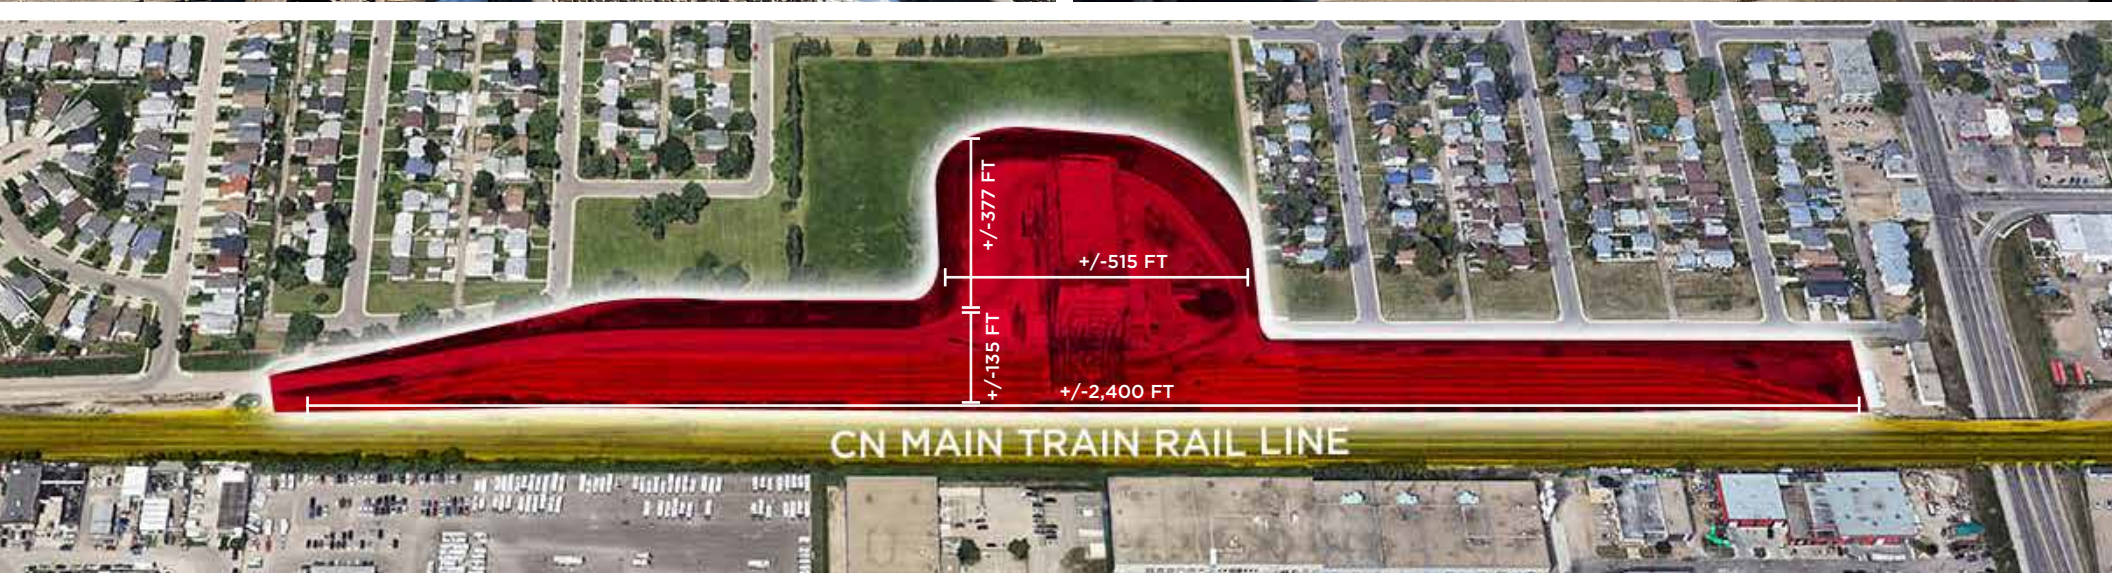 +/-377 FT
+/-515 FT
+/-135 FT
+/-2,400 FT
CN MAIN TRAIN RAIL LINE